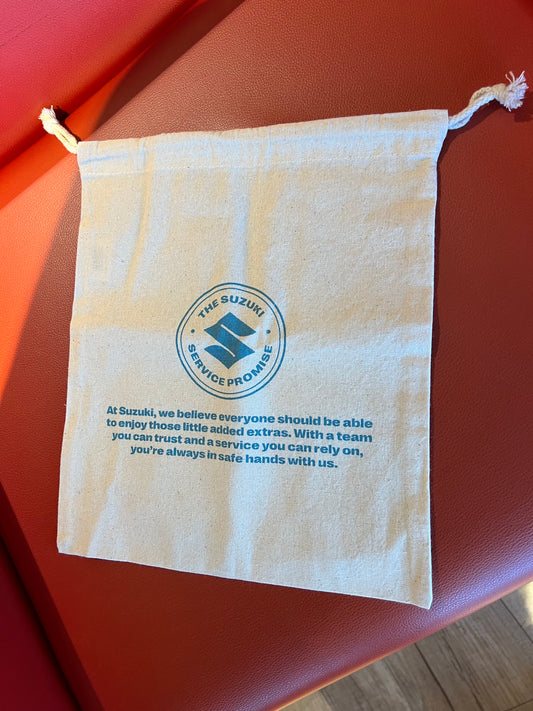 THE SUZUKI
SERVICE PROMISE
At Suzuki, we believe everyone should be able
to enjoy those little added extras. With a team
you can trust and a service you can rely on,
you're always in safe hands with us.